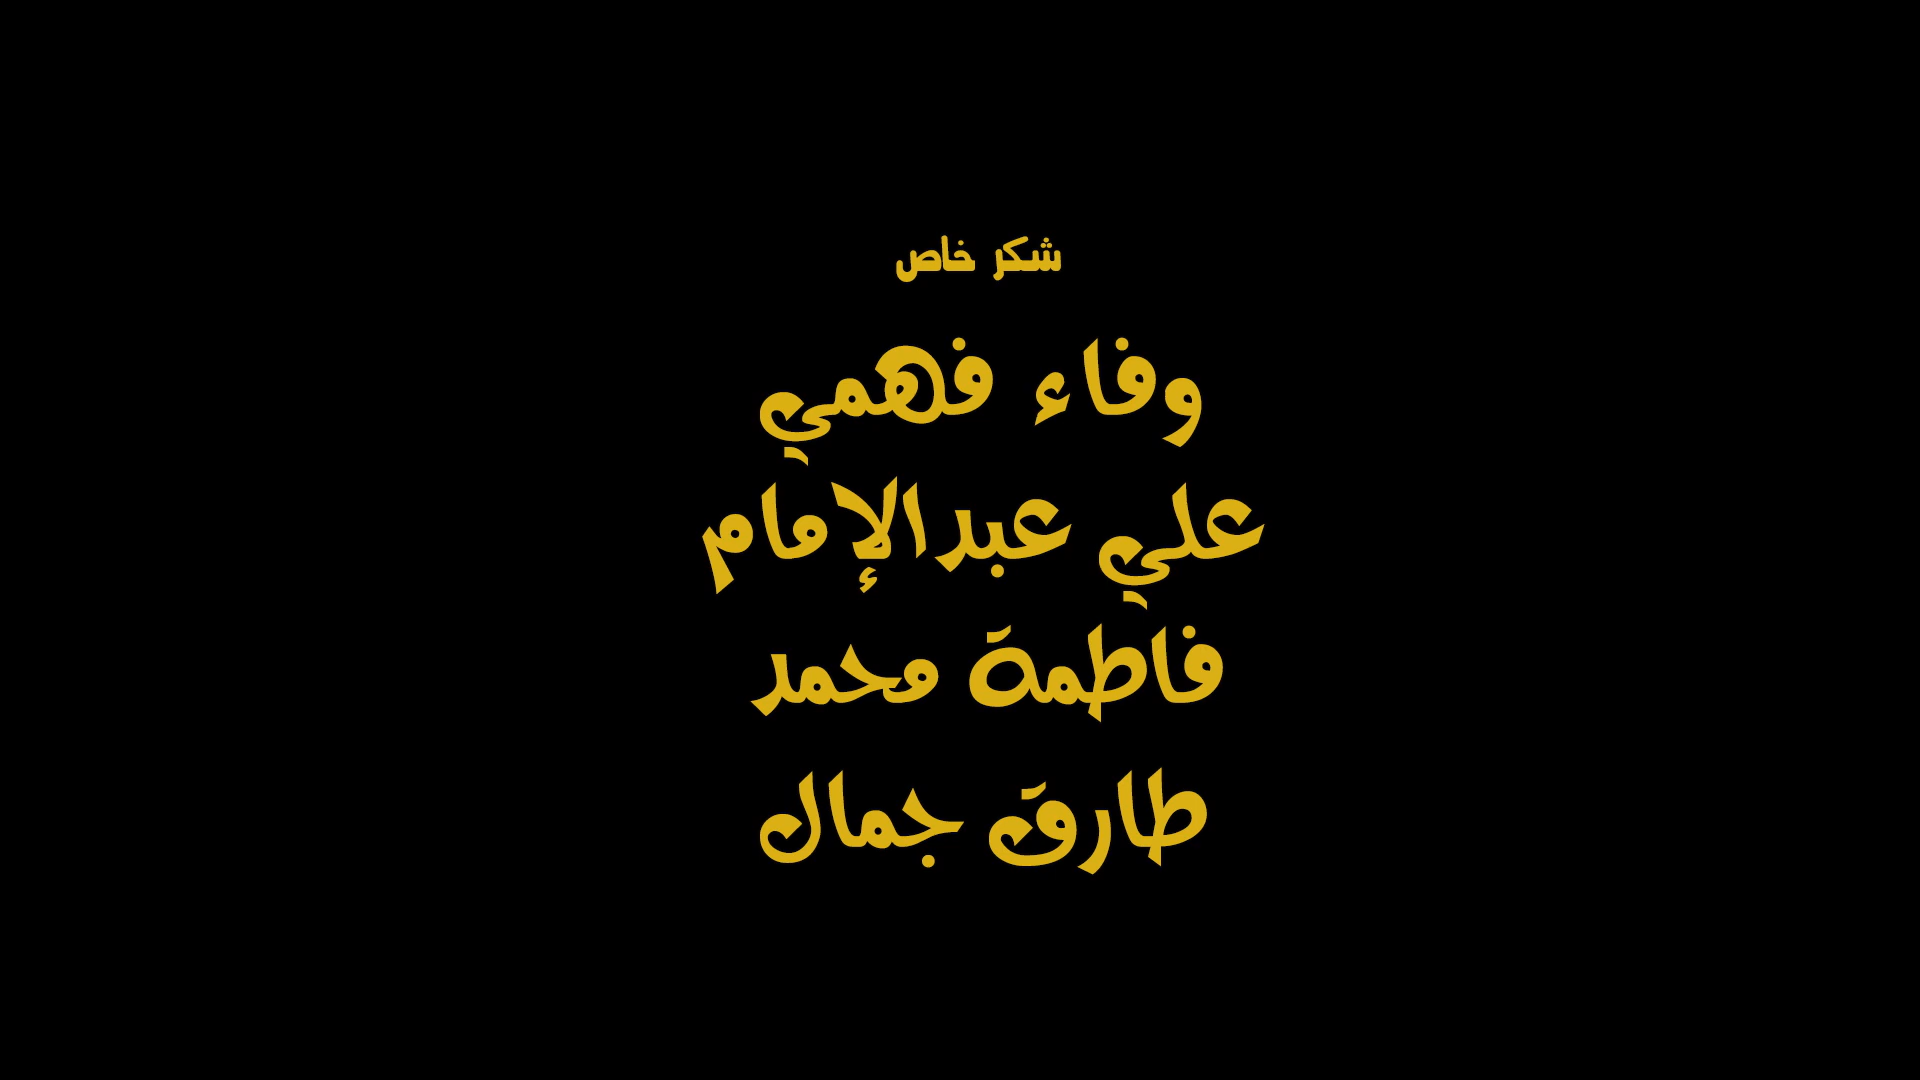 شكر خاص
وفاء فهمي
علي عبدالإمام
فاطمة محمد
طارق جمال